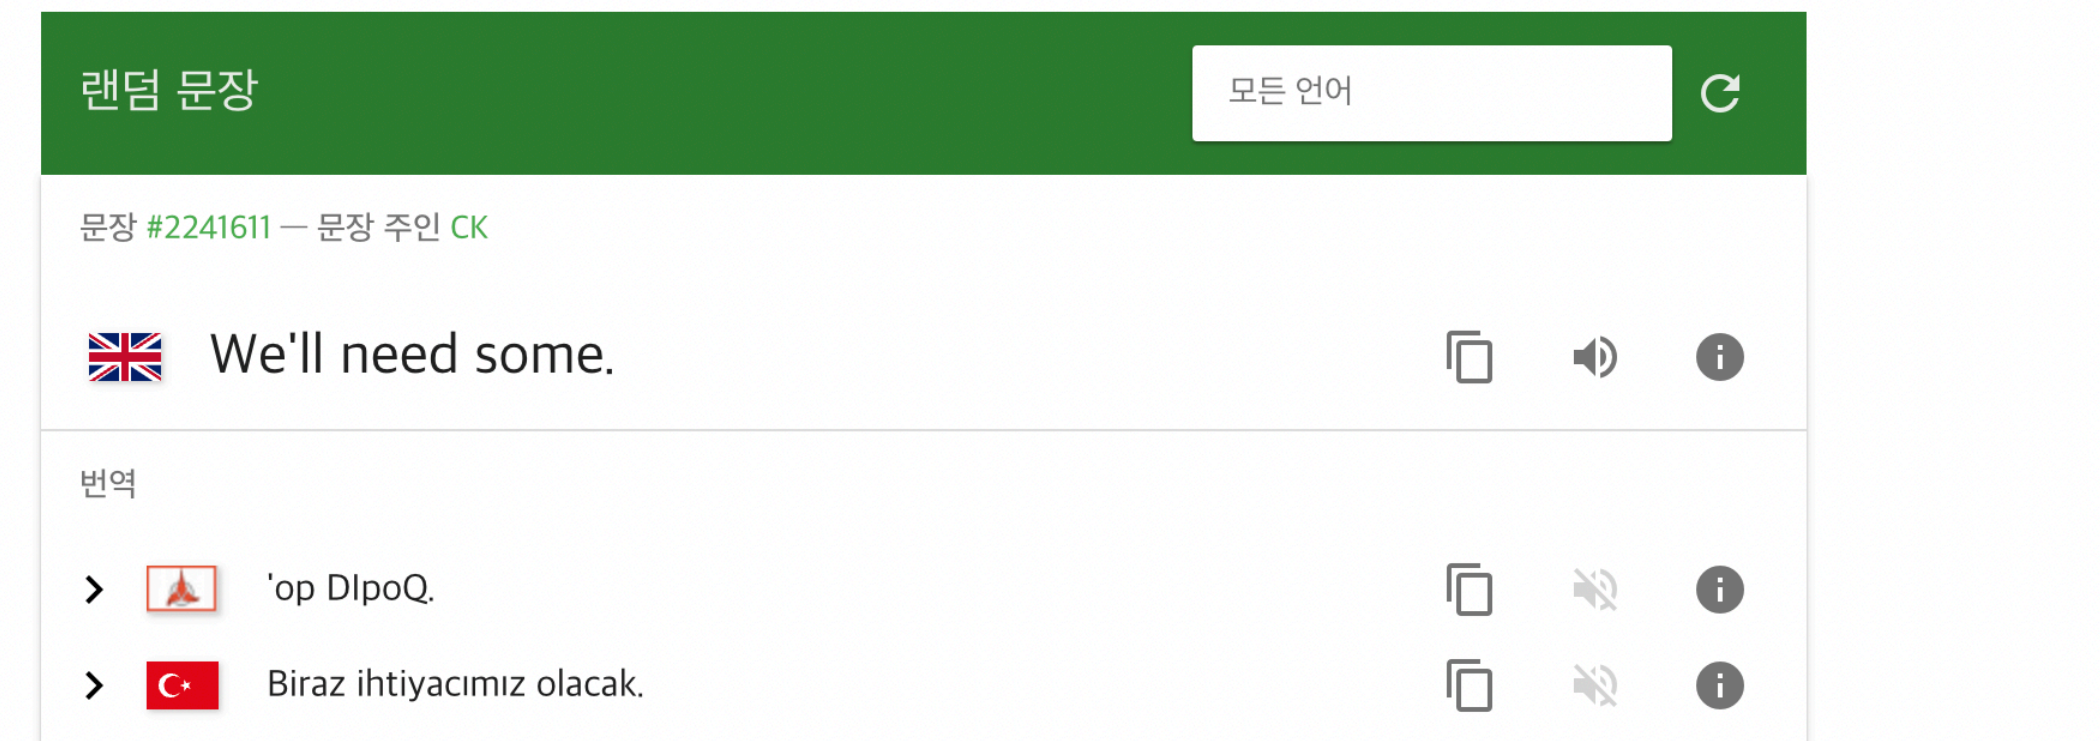 랜덤 문장
모든 언어
문장 #2241611 — 문장 주인 CK
We'll need some.
번역
'op DIpoQ.
Biraz ihtiyacımız olacak.